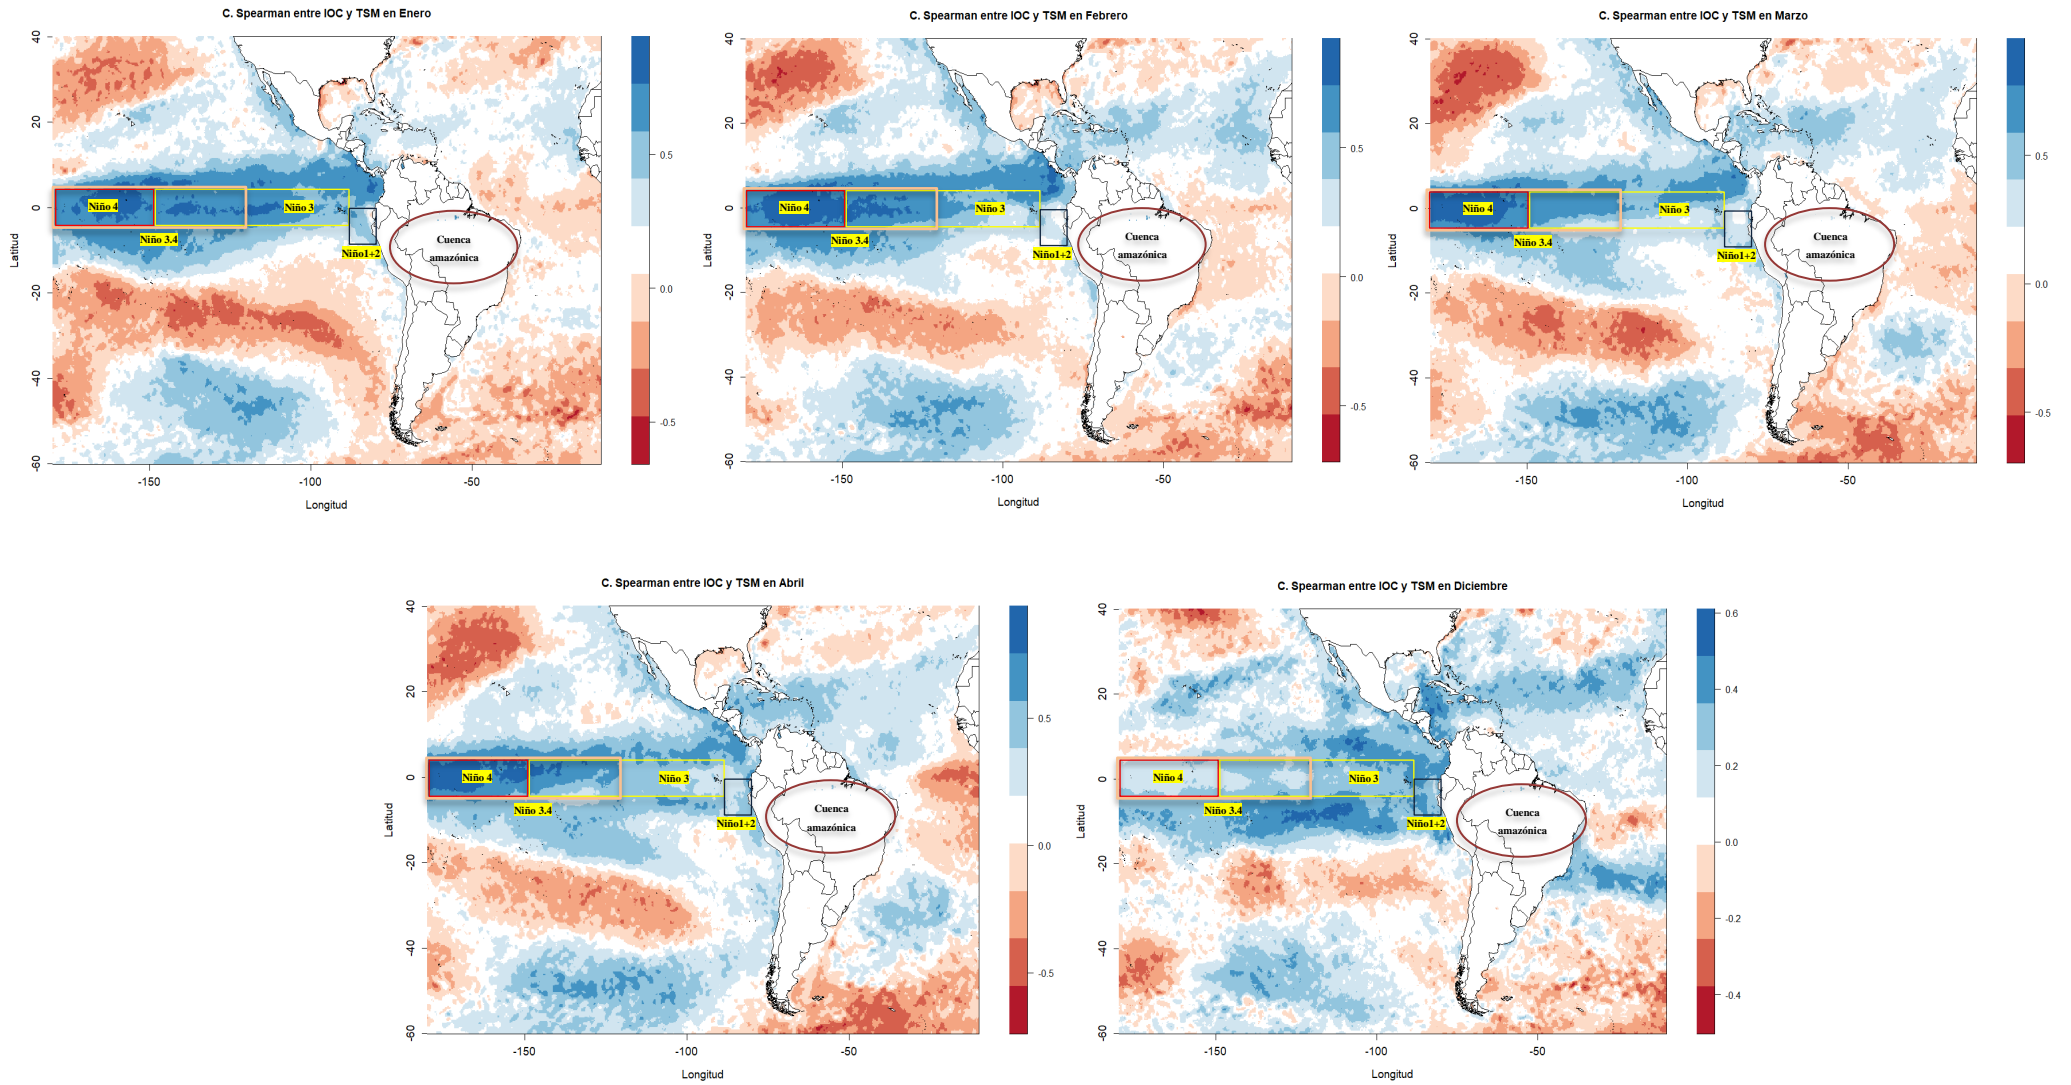 C. Spearman entre IOC y TSM en Enero
40
20
0
-20
-40
-60
Latitud
-150
-100
-50
Longitud
0.5
0.0
-0.5
Niño 4
Niño 3
Niño 3.4
Niño1+2
Cuenca
amazónica
C. Spearman entre IOC y TSM en Febrero
40
20
0
-20
-40
-60
Latitud
-150
-100
-50
Longitud
0.5
0.0
-0.5
Niño 4
Niño 3
Niño 3.4
Niño1+2
Cuenca
amazónica
C. Spearman entre IOC y TSM en Marzo
40
20
0
-20
-40
-60
Latitud
-150
-100
-50
Longitud
0.5
0.0
-0.5
Niño 4
Niño 3
Niño 3.4
Niño1+2
Cuenca
amazónica
C. Spearman entre IOC y TSM en Abril
40
20
0
-20
-40
-60
Latitud
-150
-100
-50
Longitud
0.5
0.0
-0.5
Niño 4
Niño 3
Niño 3.4
Niño1+2
Cuenca
amazónica
C. Spearman entre IOC y TSM en Diciembre
40
20
0
-20
-40
-60
Latitud
-150
-100
-50
Longitud
0.6
0.4
0.2
0.0
-0.2
-0.4
Niño 4
Niño 3
Niño 3.4
Niño1+2
Cuenca
amazónica